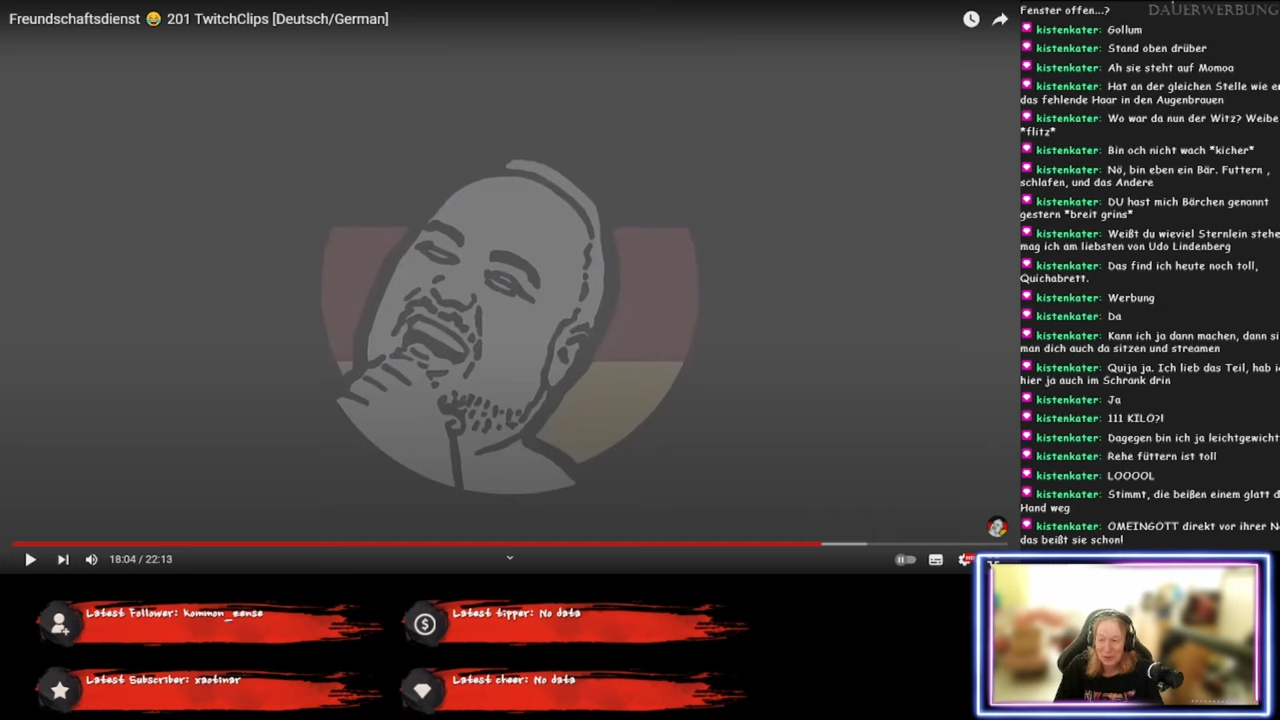 Freundschaftsdienst 😂 201 TwitchClips [Deutsch/German]
18:04 / 22:13
Fenster offen...?
DAUERWERBUNG
kistenkater: Gollum
kistenkater: Stand oben drüber
kistenkater: Ah sie steht auf Momoa
kistenkater: Hat an der gleichen Stelle wie er
das fehlende Haar in den Augenbrauen
kistenkater: Wo war da nun der Witz? Weibe
*flitz*
kistenkater: Bin och nicht wach *kicher*
kistenkater: Nö, bin eben ein Bär. Futtern ,
schlafen, und das Andere
kistenkater: DU hast mich Bärchen genannt
gestern *breit grins*
kistenkater: Weißt du wieviel Sternlein stehe
mag ich am liebsten von Udo Lindenberg
kistenkater: Das find ich heute noch toll,
Quichabrett.
kistenkater: Werbung
kistenkater: Da
kistenkater: Kann ich ja dann machen, dann si
man dich auch da sitzen und streamen
kistenkater: Quija ja. Ich lieb das Teil, hab i
hier ja auch im Schrank drin
kistenkater: Ja
kistenkater: 111 KILO?!
kistenkater: Dagegen bin ich ja leichtgewicht
kistenkater: Rehe füttern ist toll
kistenkater: LOOOOL
kistenkater: Stimmt, die beißen einem glatt d
Hand weg
kistenkater: OMEINGOTT direkt vor ihrer N
das beißt sie schon!
Latest Follower: Kommon_zense
Latest tipper: No data
Latest Subscriber: xaotinar
Latest cheer: No data